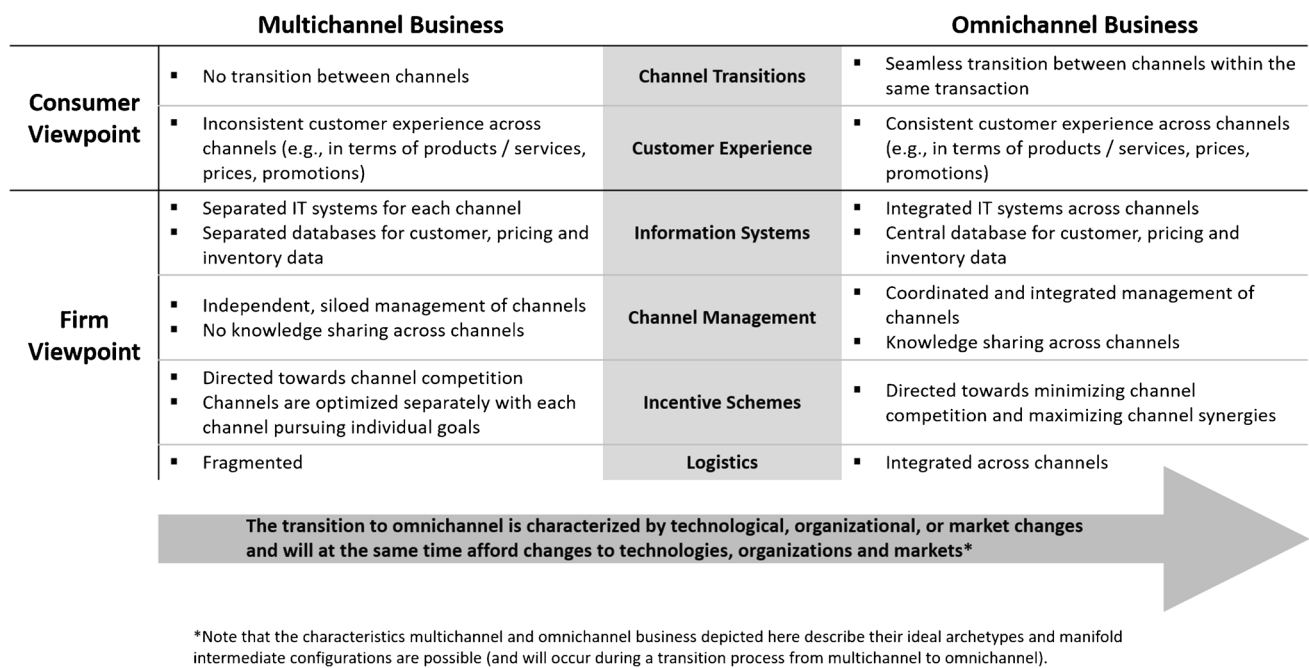 Multichannel Business
Omnichannel Business
Consumer
Viewpoint
▪ No transition between channels
Channel Transitions
▪ Seamless transition between channels within the
same transaction
▪ Inconsistent customer experience across
channels (e.g., in terms of products / services,
prices, promotions)
Customer Experience
▪ Consistent customer experience across channels
(e.g., in terms of products / services, prices,
promotions)
Firm
Viewpoint
▪ Separated IT systems for each channel
▪ Separated databases for customer, pricing and
inventory data
Information Systems
▪ Integrated IT systems across channels
▪ Central database for customer, pricing and
inventory data
▪ Independent, siloed management of channels
▪ No knowledge sharing across channels
Channel Management
▪ Coordinated and integrated management of
channels
▪ Knowledge sharing across channels
▪ Directed towards channel competition
▪ Channels are optimized separately with each
channel pursuing individual goals
Incentive Schemes
▪ Directed towards minimizing channel
competition and maximizing channel synergies
▪ Fragmented
Logistics
▪ Integrated across channels
The transition to omnichannel is characterized by technological, organizational, or market changes
and will at the same time afford changes to technologies, organizations and markets*
*Note that the characteristics multichannel and omnichannel business depicted here describe their ideal archetypes and manifold
intermediate configurations are possible (and will occur during a transition process from multichannel to omnichannel).